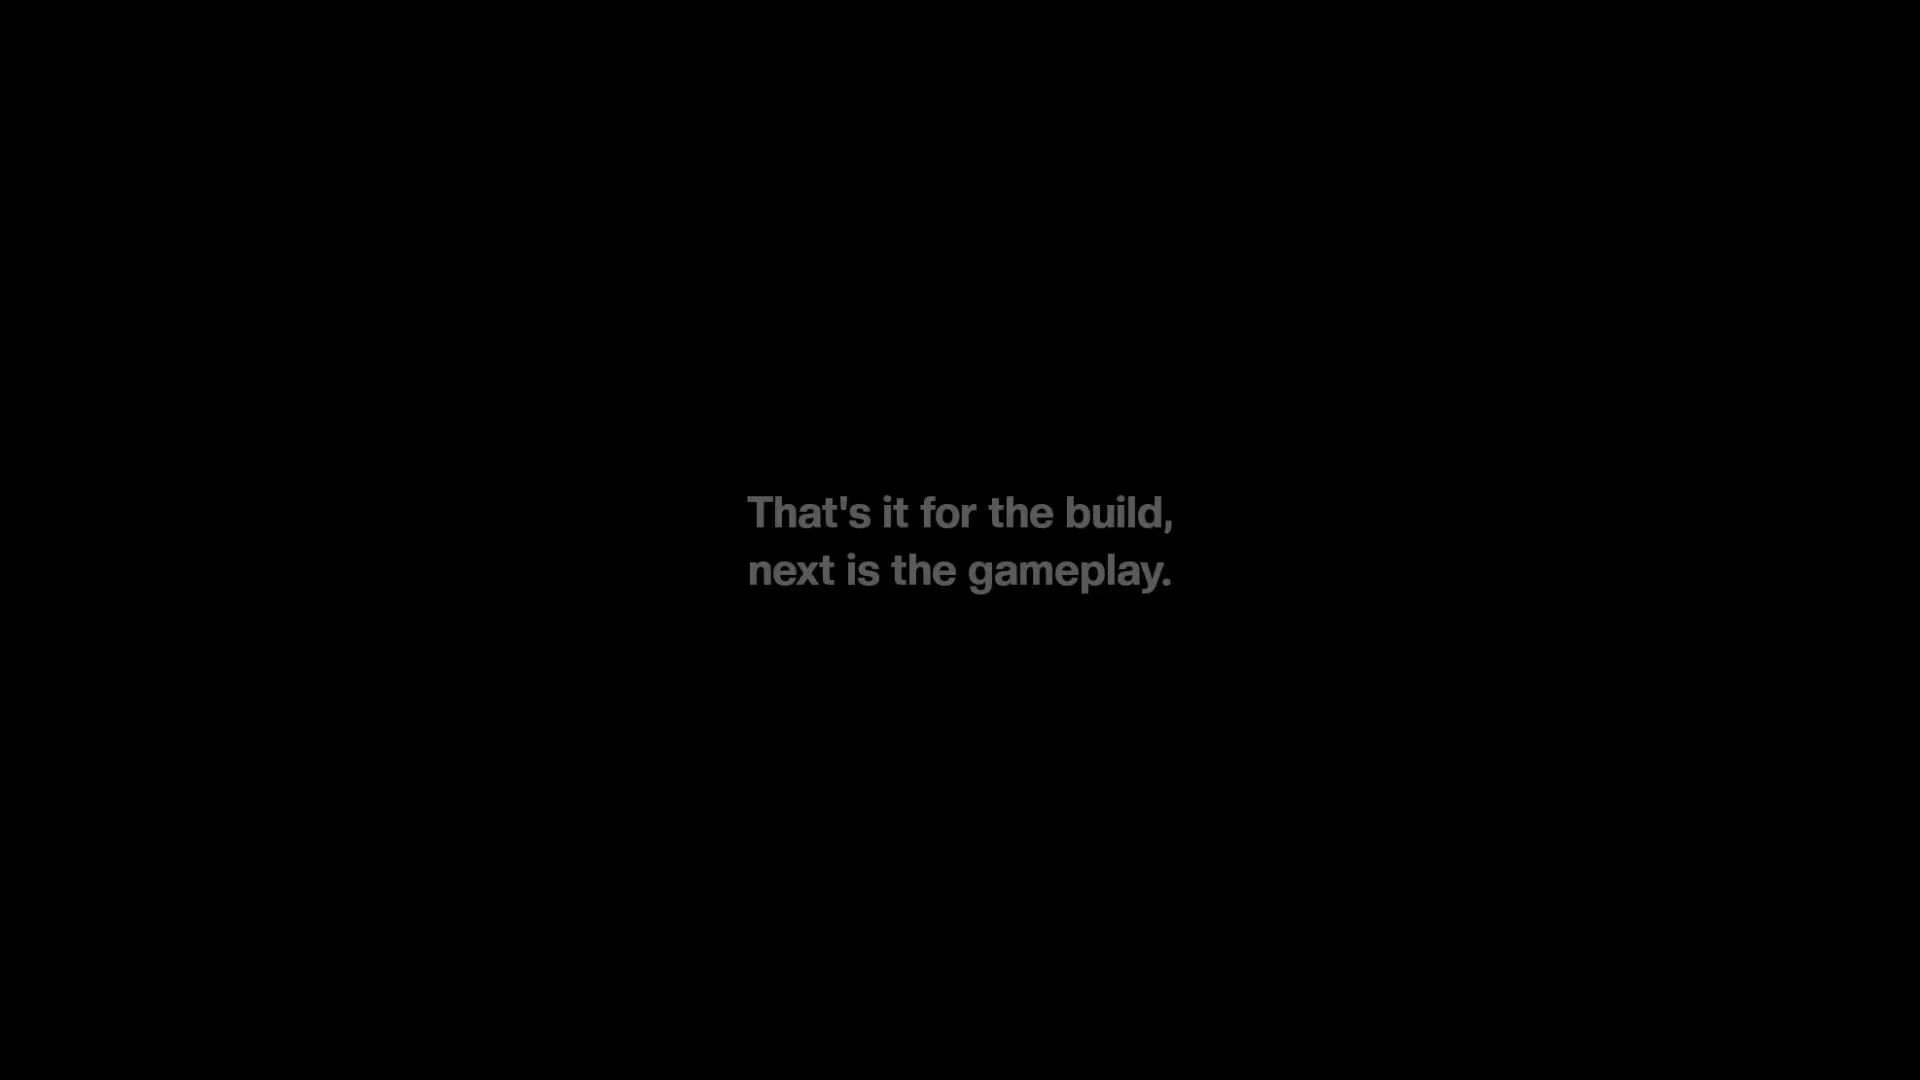 That's it for the build,
next is the gameplay.